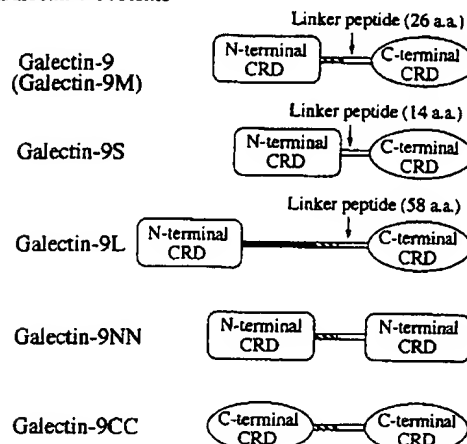 Linker peptide (26 a.a.)
Galectin-9
(Galectin-9M)
N-terminal
CRD
C-terminal
CRD
Linker peptide (14 a.a.)
Galectin-9S
N-terminal
CRD
C-terminal
CRD
Linker peptide (58 a.a.)
Galectin-9L
N-terminal
CRD
C-terminal
CRD
Galectin-9NN
N-terminal
CRD
N-terminal
CRD
Galectin-9CC
C-terminal
CRD
C-terminal
CRD